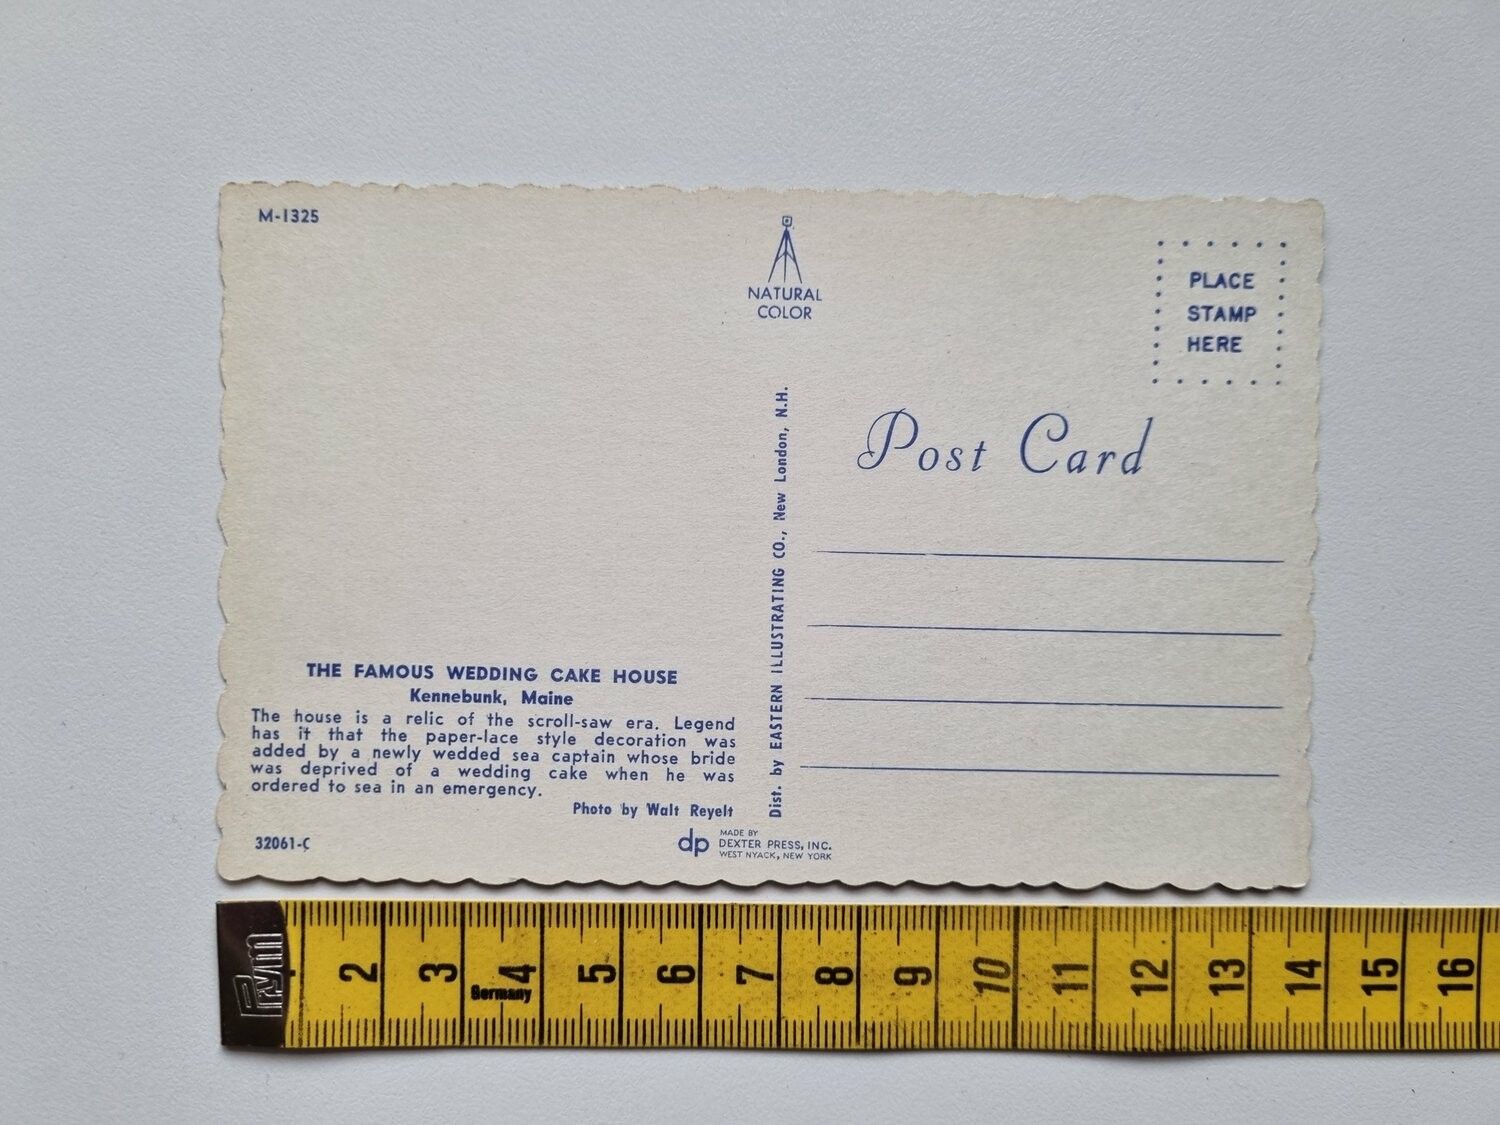 M-1325
NATURAL
COLOR
PLACE
STAMP
HERE
Post Card
Dist. by EASTERN ILLUSTRATING CO., New London, N.H.
THE FAMOUS WEDDING CAKE HOUSE
Kennebunk, Maine
The house is a relic of the scroll-saw era. Legend
has it that the paper-lace style decoration was
added by a newly wedded sea captain whose bride
was deprived of a wedding cake when he was
ordered to sea in an emergency.
Photo by Walt Reyelt
32061-C
dp
MADE BY
DEXTER PRESS, INC.
WEST NYACK, NEW YORK
Prym
2 3 4 5 6 7 8 9 10 11 12 13 14 15 16
Germany